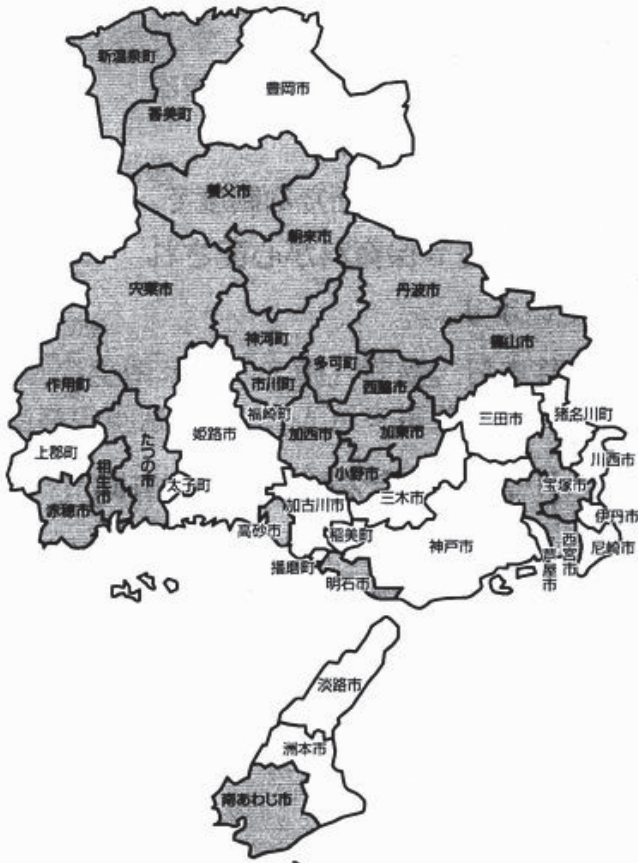 新温泉町
香美町
豊岡市
養父市
朝来市
宍粟市
丹波市
神河町
多可町
篠山市
佐用町
市川町
西脇市
福崎町
加西市
加東市
三田市
猪名川町
上郡町
相生市
たつの市
姫路市
太子町
赤穂市
小野市
三木市
川西市
宝塚市
加古川市
高砂市
稲美町
神戸市
伊丹市
播磨町
明石市
芦屋市
西宮市
尼崎市
淡路市
洲本市
南あわじ市